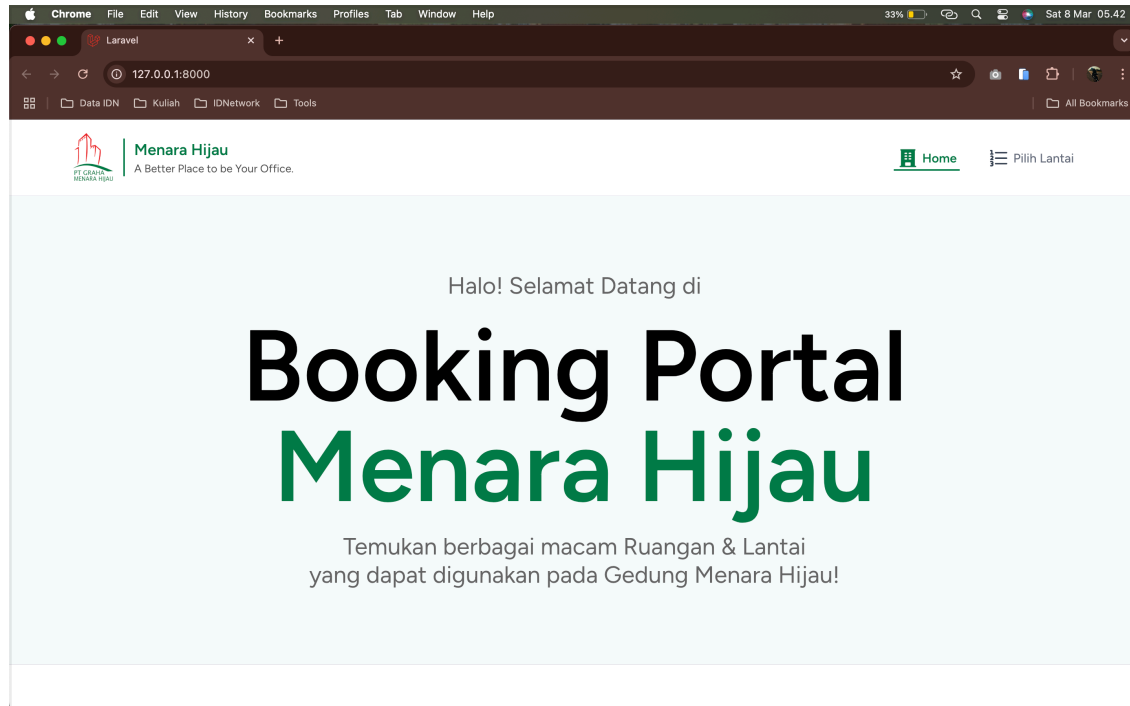 Chrome File Edit View History Bookmarks Profiles Tab Window Help 33% Sat 8 Mar 05.42
Laravel
127.0.0.1:8000
Data IDN Kuliah IDNetwork Tools All Bookmarks
PT GRAHA
MENARA HIJAU
Menara Hijau
A Better Place to be Your Office.
Home
Pilih Lantai
Halo! Selamat Datang di
Booking Portal
Menara Hijau
Temukan berbagai macam Ruangan & Lantai
yang dapat digunakan pada Gedung Menara Hijau!